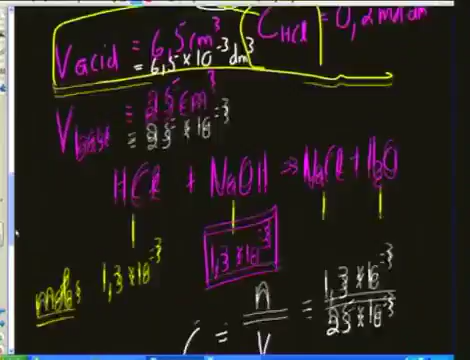 C HCl = 0,2 mol dm
V acid = 6,5 cm³
= 6,5 * 10⁻³ dm³
V base = 25 cm³
= 25 * 10⁻³
HCl + NaOH → NaCl + H₂O
mols 1,3 * 10⁻³ 1,3 * 10⁻³
C = n/V = 1,3 * 10⁻³ / 25 * 10⁻³